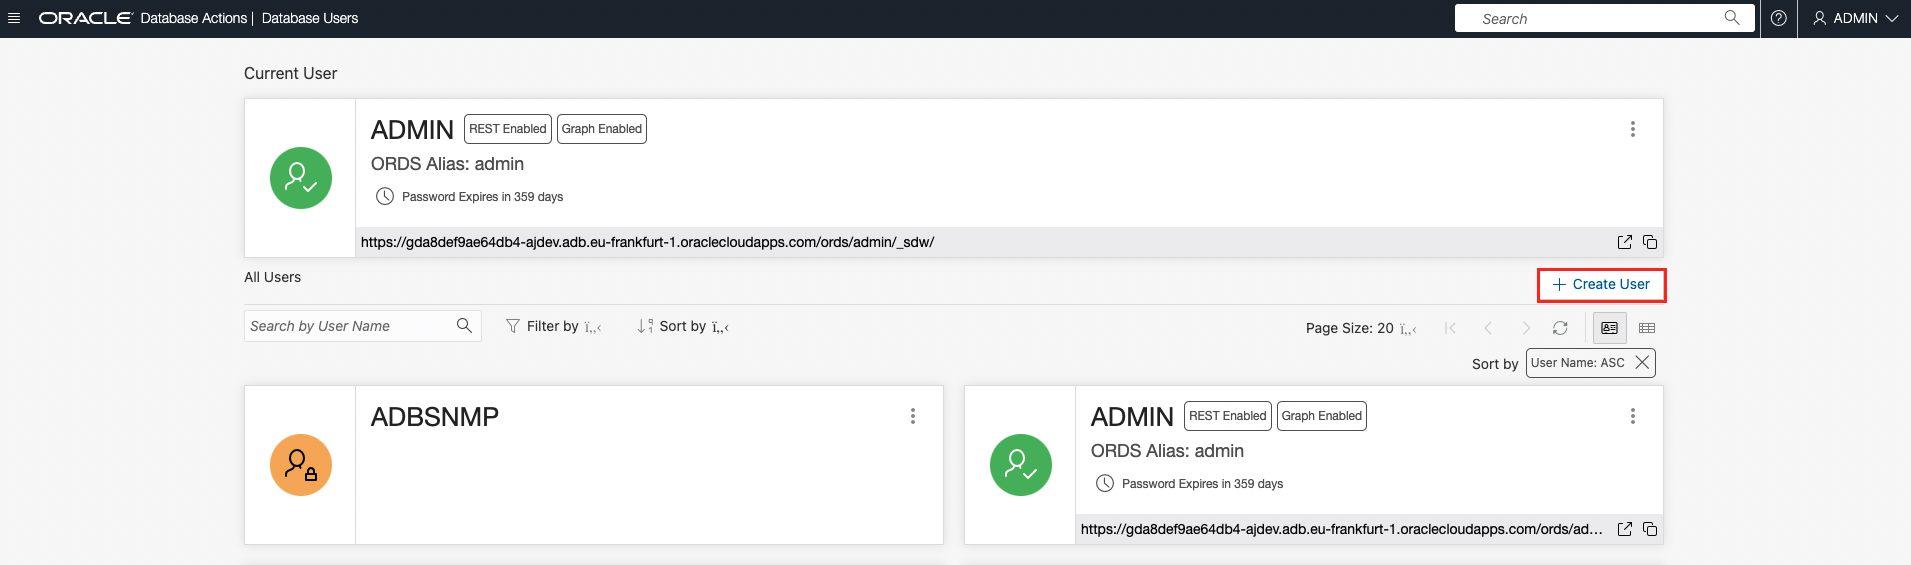 ORACLE Database Actions | Database Users
Search
ADMIN
Current User
ADMIN REST Enabled Graph Enabled
ORDS Alias: admin
Password Expires in 359 days
https://gda8def9ae64db4-ajdev.adb.eu-frankfurt-1.oraclecloudapps.com/ords/admin/_sdw/
All Users
+ Create User
Search by User Name
Filter by ï‚‹
Sort by ï‚‹
Page Size: 20 ï‚‹
Sort by User Name: ASC
ADBSNMP
ADMIN REST Enabled Graph Enabled
ORDS Alias: admin
Password Expires in 359 days
https://gda8def9ae64db4-ajdev.adb.eu-frankfurt-1.oraclecloudapps.com/ords/ad...